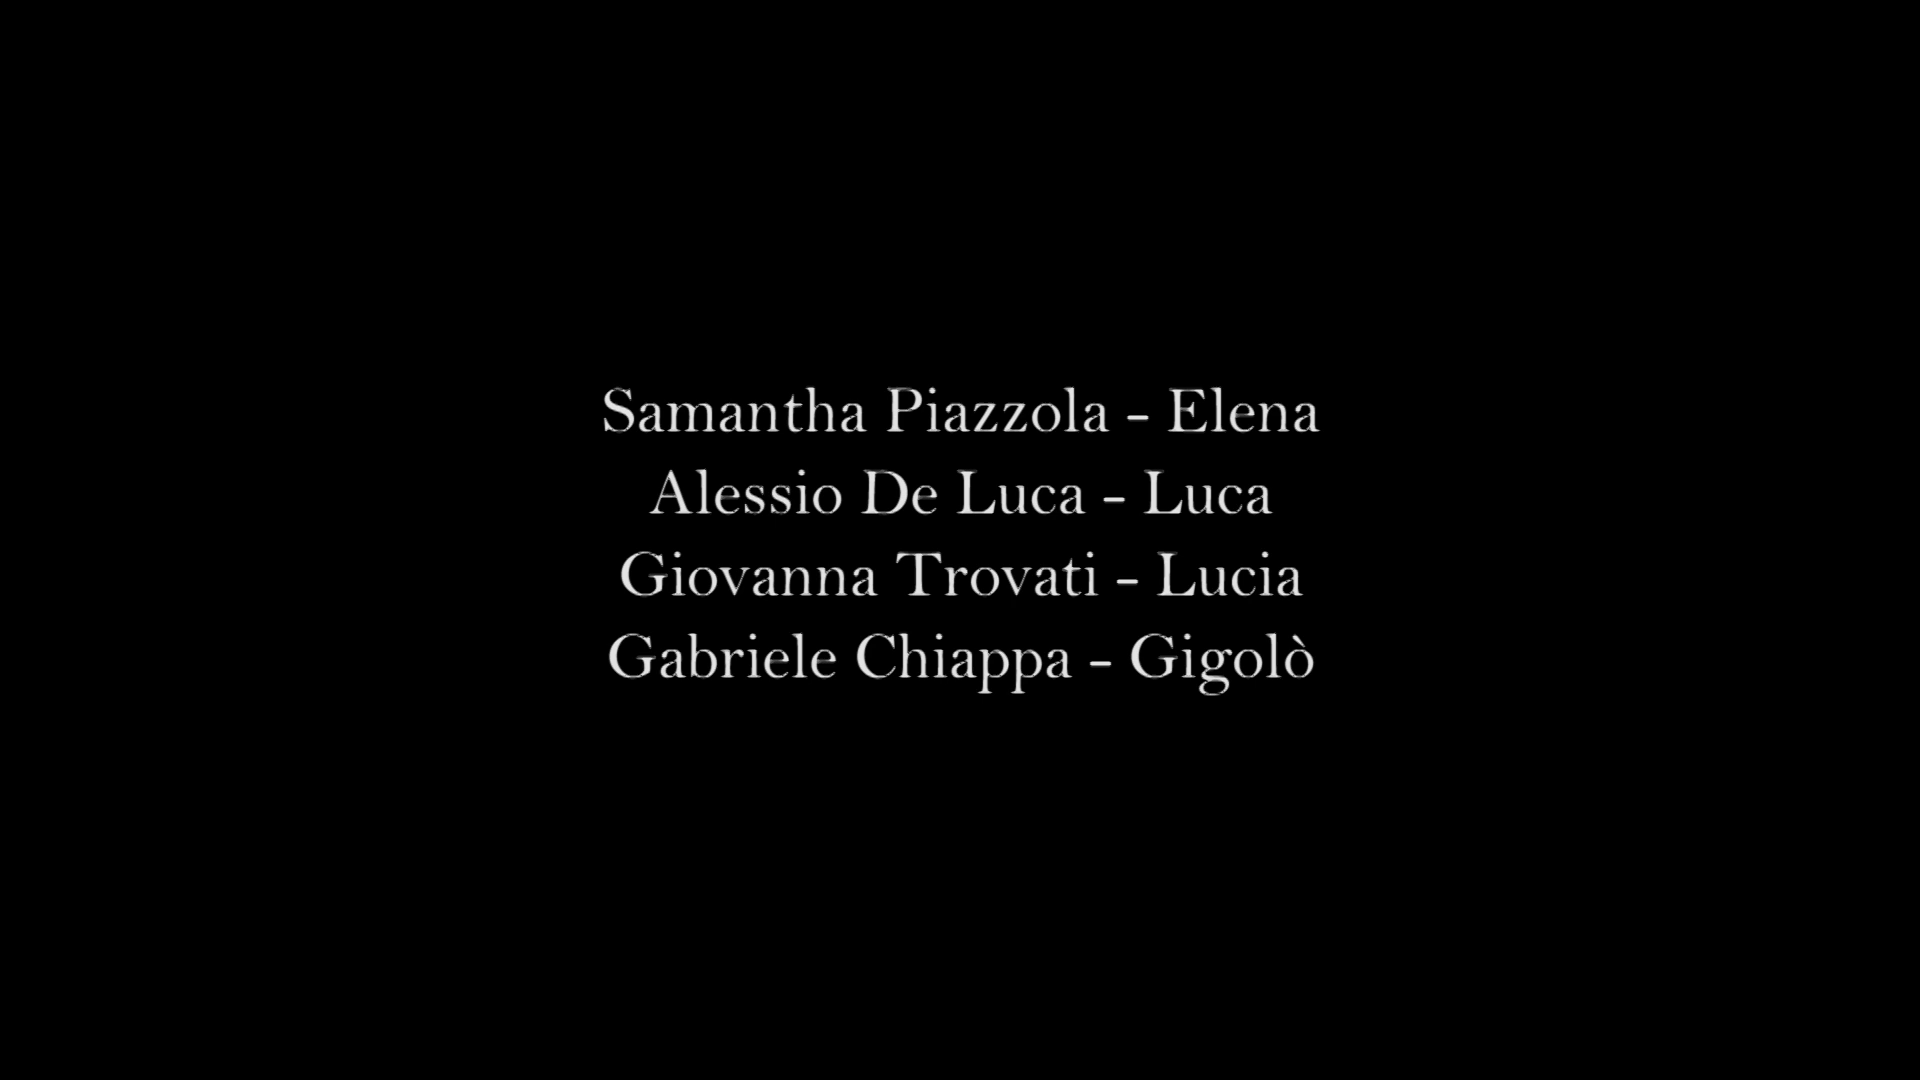 Samantha Piazzola - Elena
Alessio De Luca - Luca
Giovanna Trovati - Lucia
Gabriele Chiappa - Gigolò